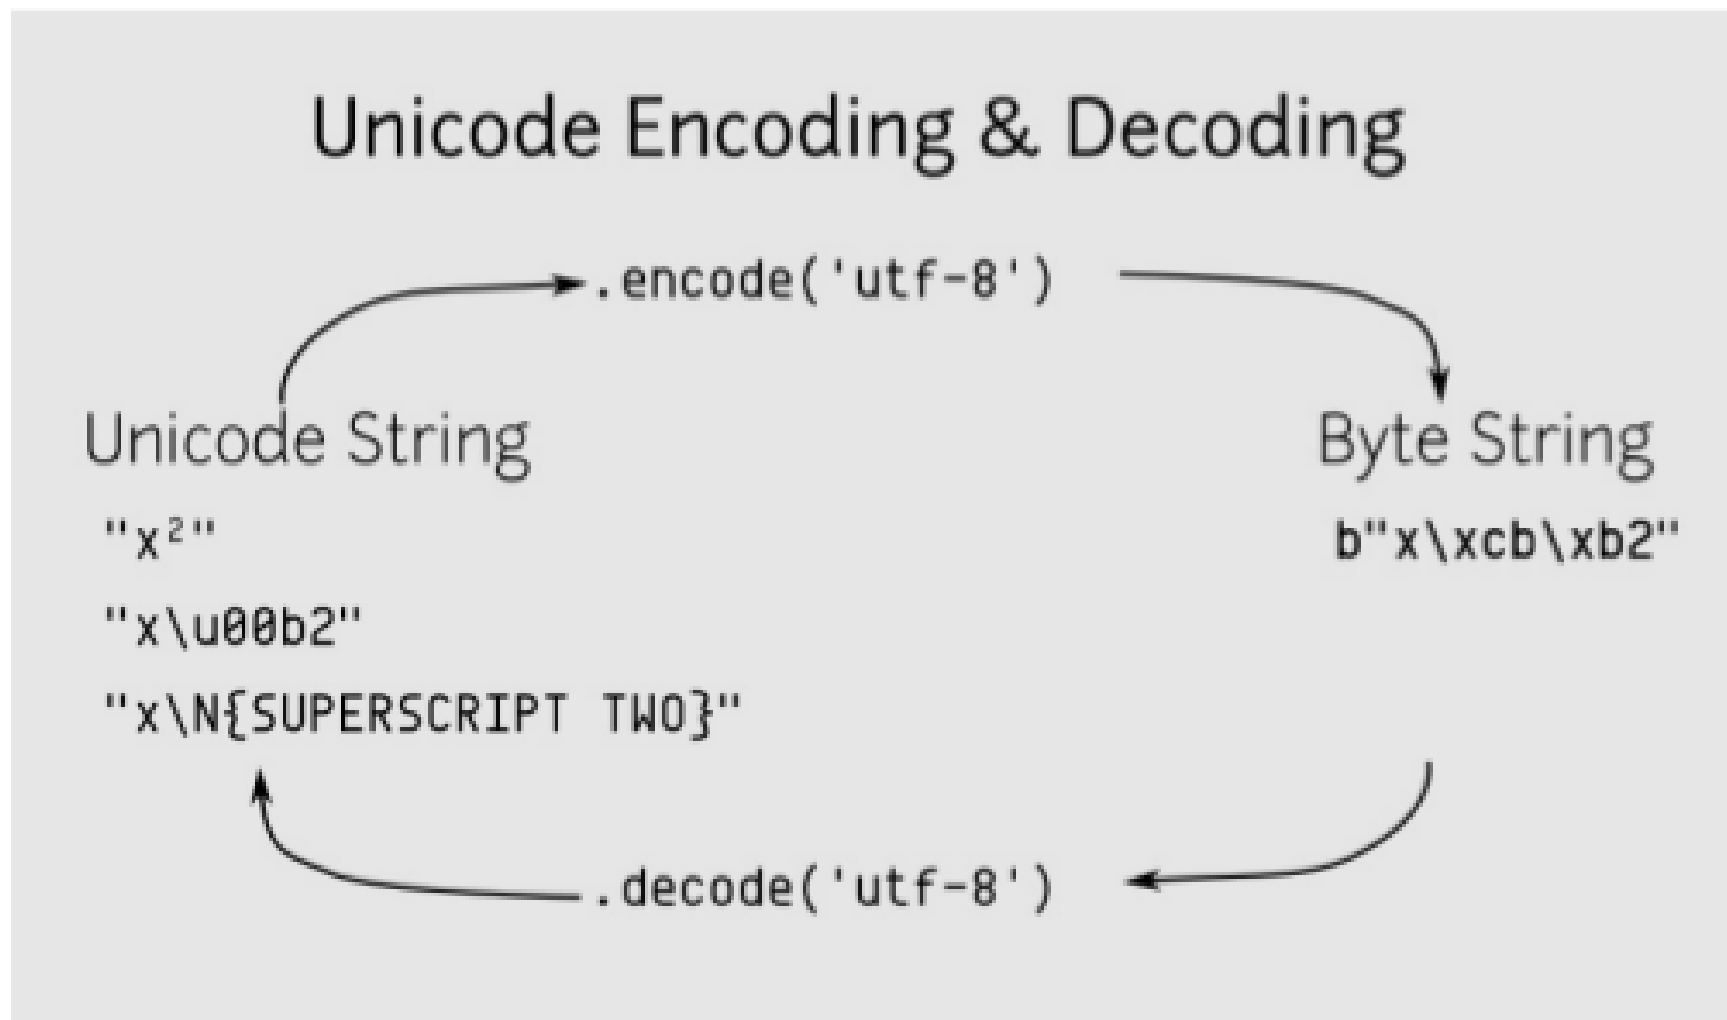 Unicode Encoding & Decoding
.encode('utf-8')
Unicode String
Byte String
"x²"
b"x\xcb\xb2"
"x\u00b2"
"x\N{SUPERSCRIPT TWO}"
.decode('utf-8')